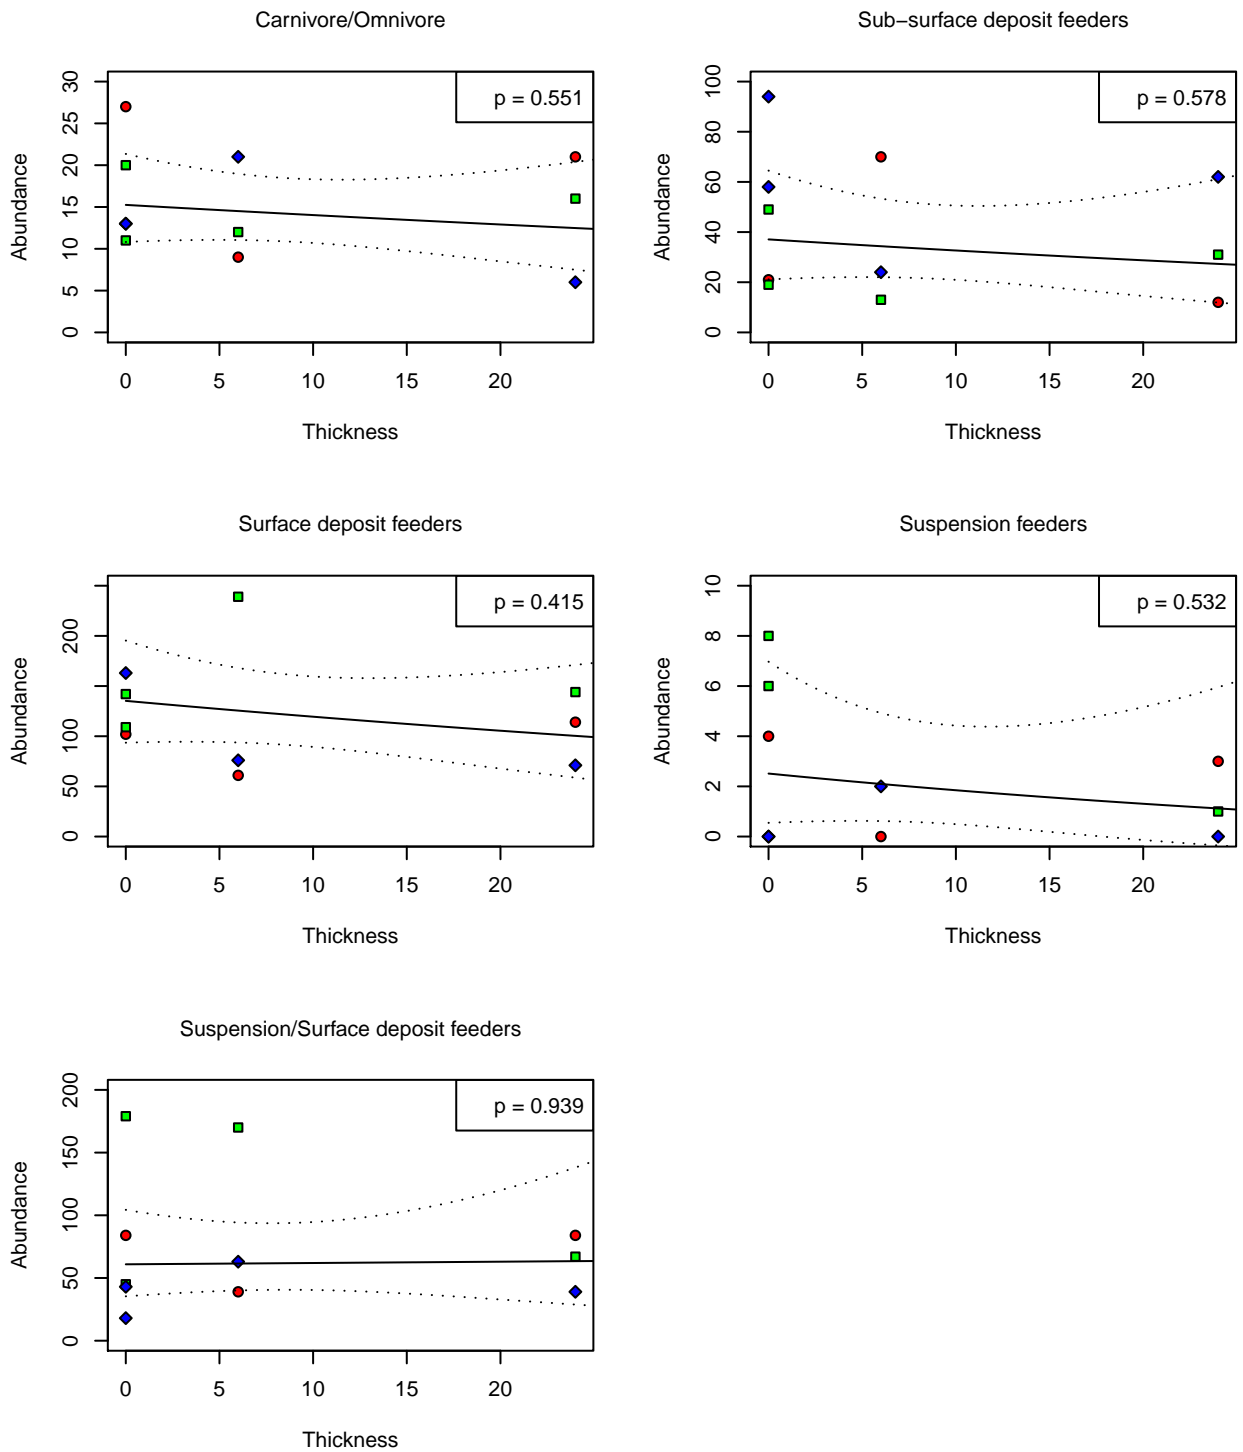 Carnivore/Omnivore
p = 0.551
Abundance
0 5 10 15 20 25 30
0 5 10 15 20
Thickness
Sub−surface deposit feeders
p = 0.578
Abundance
0 20 40 60 80 100
0 5 10 15 20
Thickness
Surface deposit feeders
p = 0.415
Abundance
0 50 100 200
0 5 10 15 20
Thickness
Suspension feeders
p = 0.532
Abundance
0 2 4 6 8 10
0 5 10 15 20
Thickness
Suspension/Surface deposit feeders
p = 0.939
Abundance
0 50 100 150 200
0 5 10 15 20
Thickness